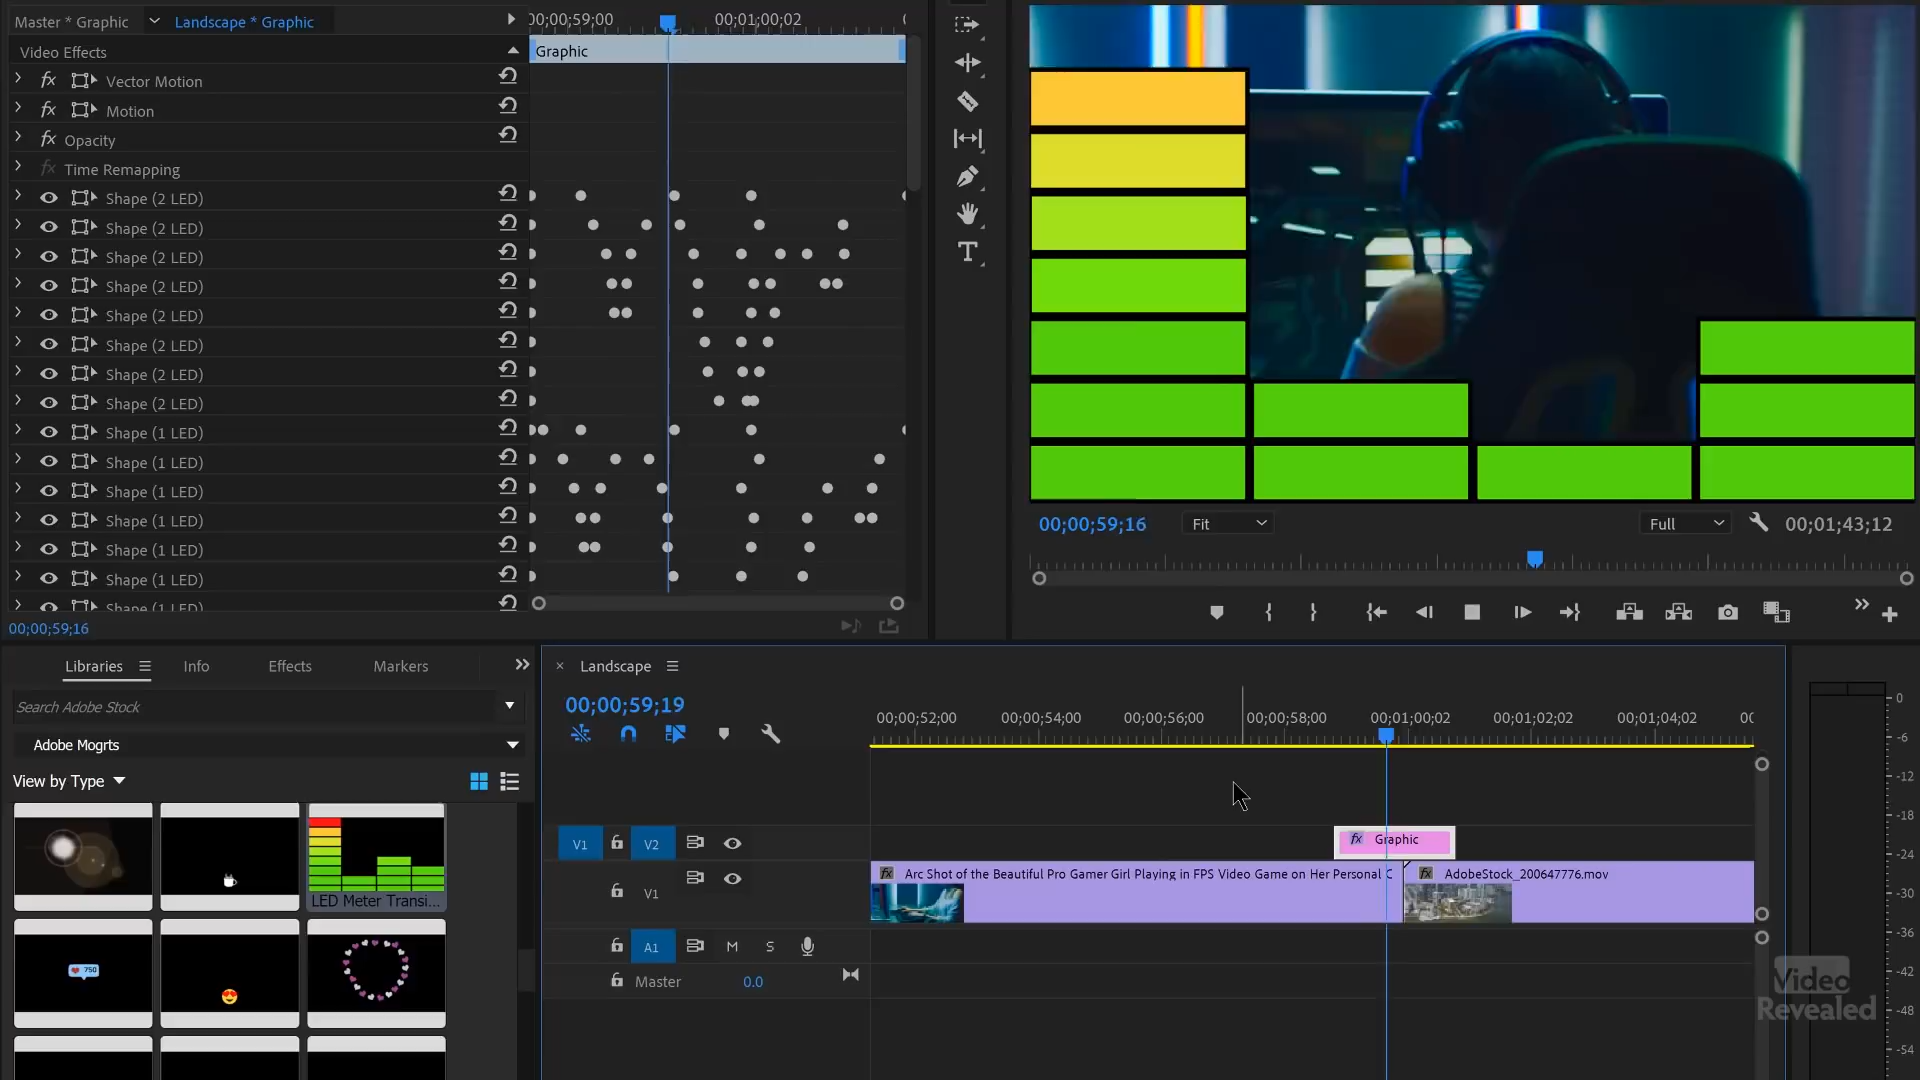 Master * Graphic
Landscape * Graphic
00;00;59;00
00;01;00;02
Video Effects
Graphic
fx Vector Motion
fx Motion
fx Opacity
fx Time Remapping
Shape (2 LED)
Shape (2 LED)
Shape (2 LED)
Shape (2 LED)
Shape (2 LED)
Shape (2 LED)
Shape (2 LED)
Shape (2 LED)
Shape (1 LED)
Shape (1 LED)
Shape (1 LED)
Shape (1 LED)
Shape (1 LED)
Shape (1 LED)
Shape (1 LED)
00;00;59;16
T
00;00;59;16
Fit
Full
00;01;43;12
Libraries
Info
Effects
Markers
Search Adobe Stock
Adobe Mogrts
View by Type
LED Meter Transi...
750
Landscape
00;00;59;19
00;00;52;00
00;00;54;00
00;00;56;00
00;00;58;00
00;01;00;02
00;01;02;02
00;01;04;02
V1
V2
fx Graphic
V1
fx Arc Shot of the Beautiful Pro Gamer Girl Playing in FPS Video Game on Her Personal C
fx AdobeStock_200647776.mov
A1
M
S
Master
0.0
0
-6
-12
-18
-24
-30
-36
-42
-48
-54
Video
Revealed